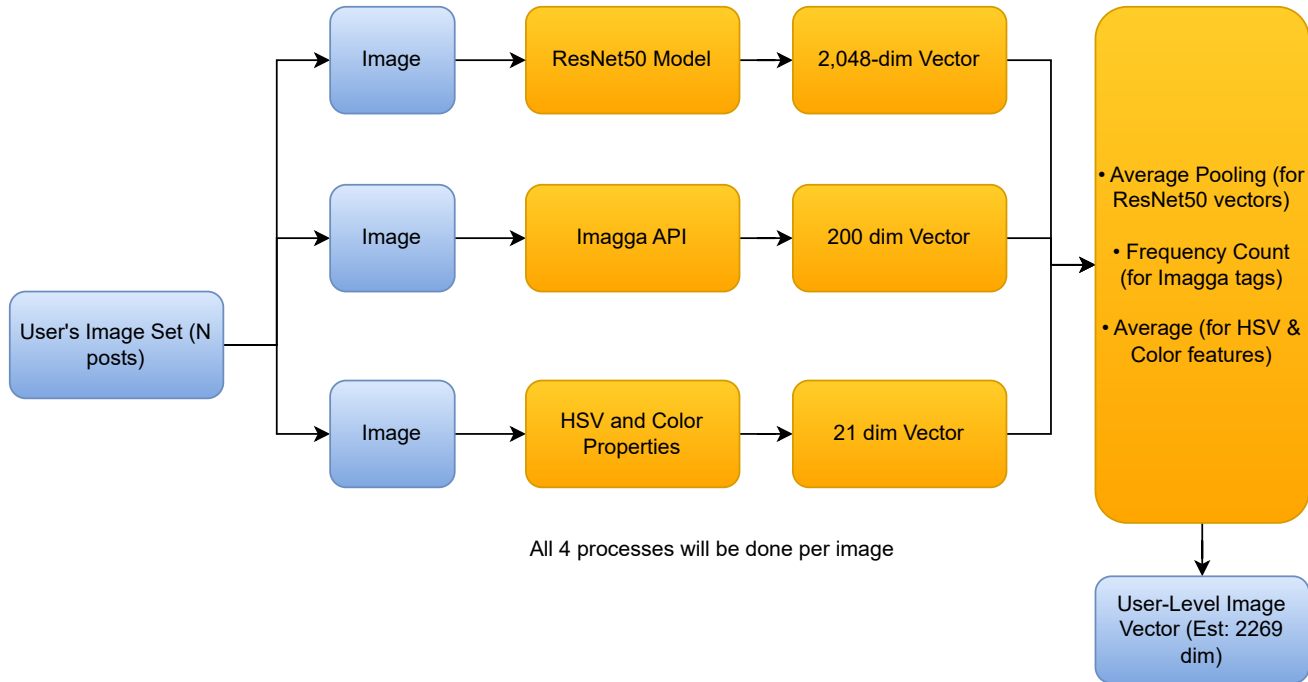 Image
ResNet50 Model
2,048-dim Vector
Image
Imagga API
200 dim Vector
User's Image Set (N
posts)
Image
HSV and Color
Properties
21 dim Vector
• Average Pooling (for
ResNet50 vectors)
• Frequency Count
(for Imagga tags)
• Average (for HSV &
Color features)
All 4 processes will be done per image
User-Level Image
Vector (Est: 2269
dim)